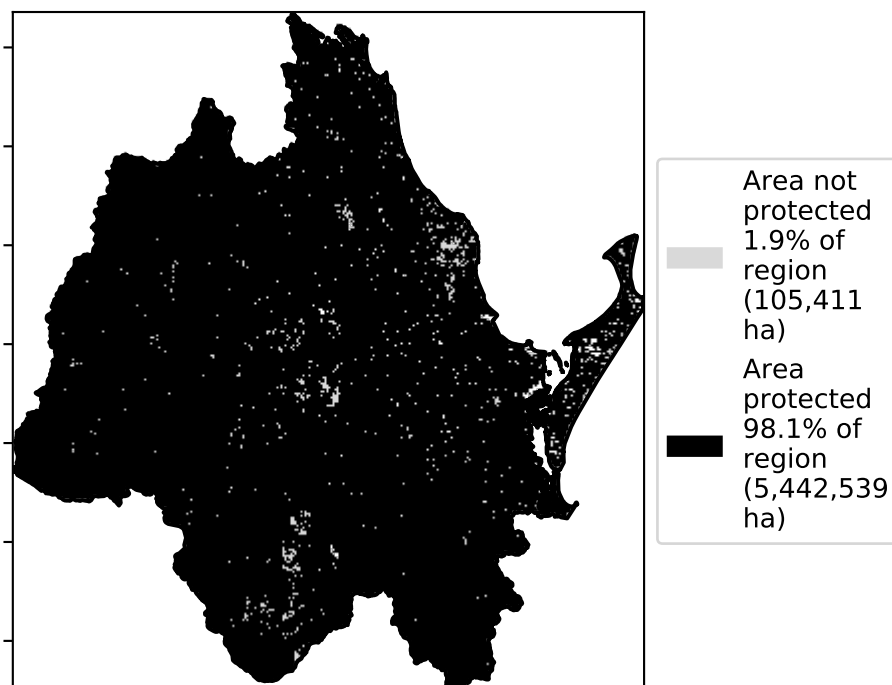 Area not
protected
1.9% of
region
(105,411
ha)
Area
protected
98.1% of
region
(5,442,539
ha)